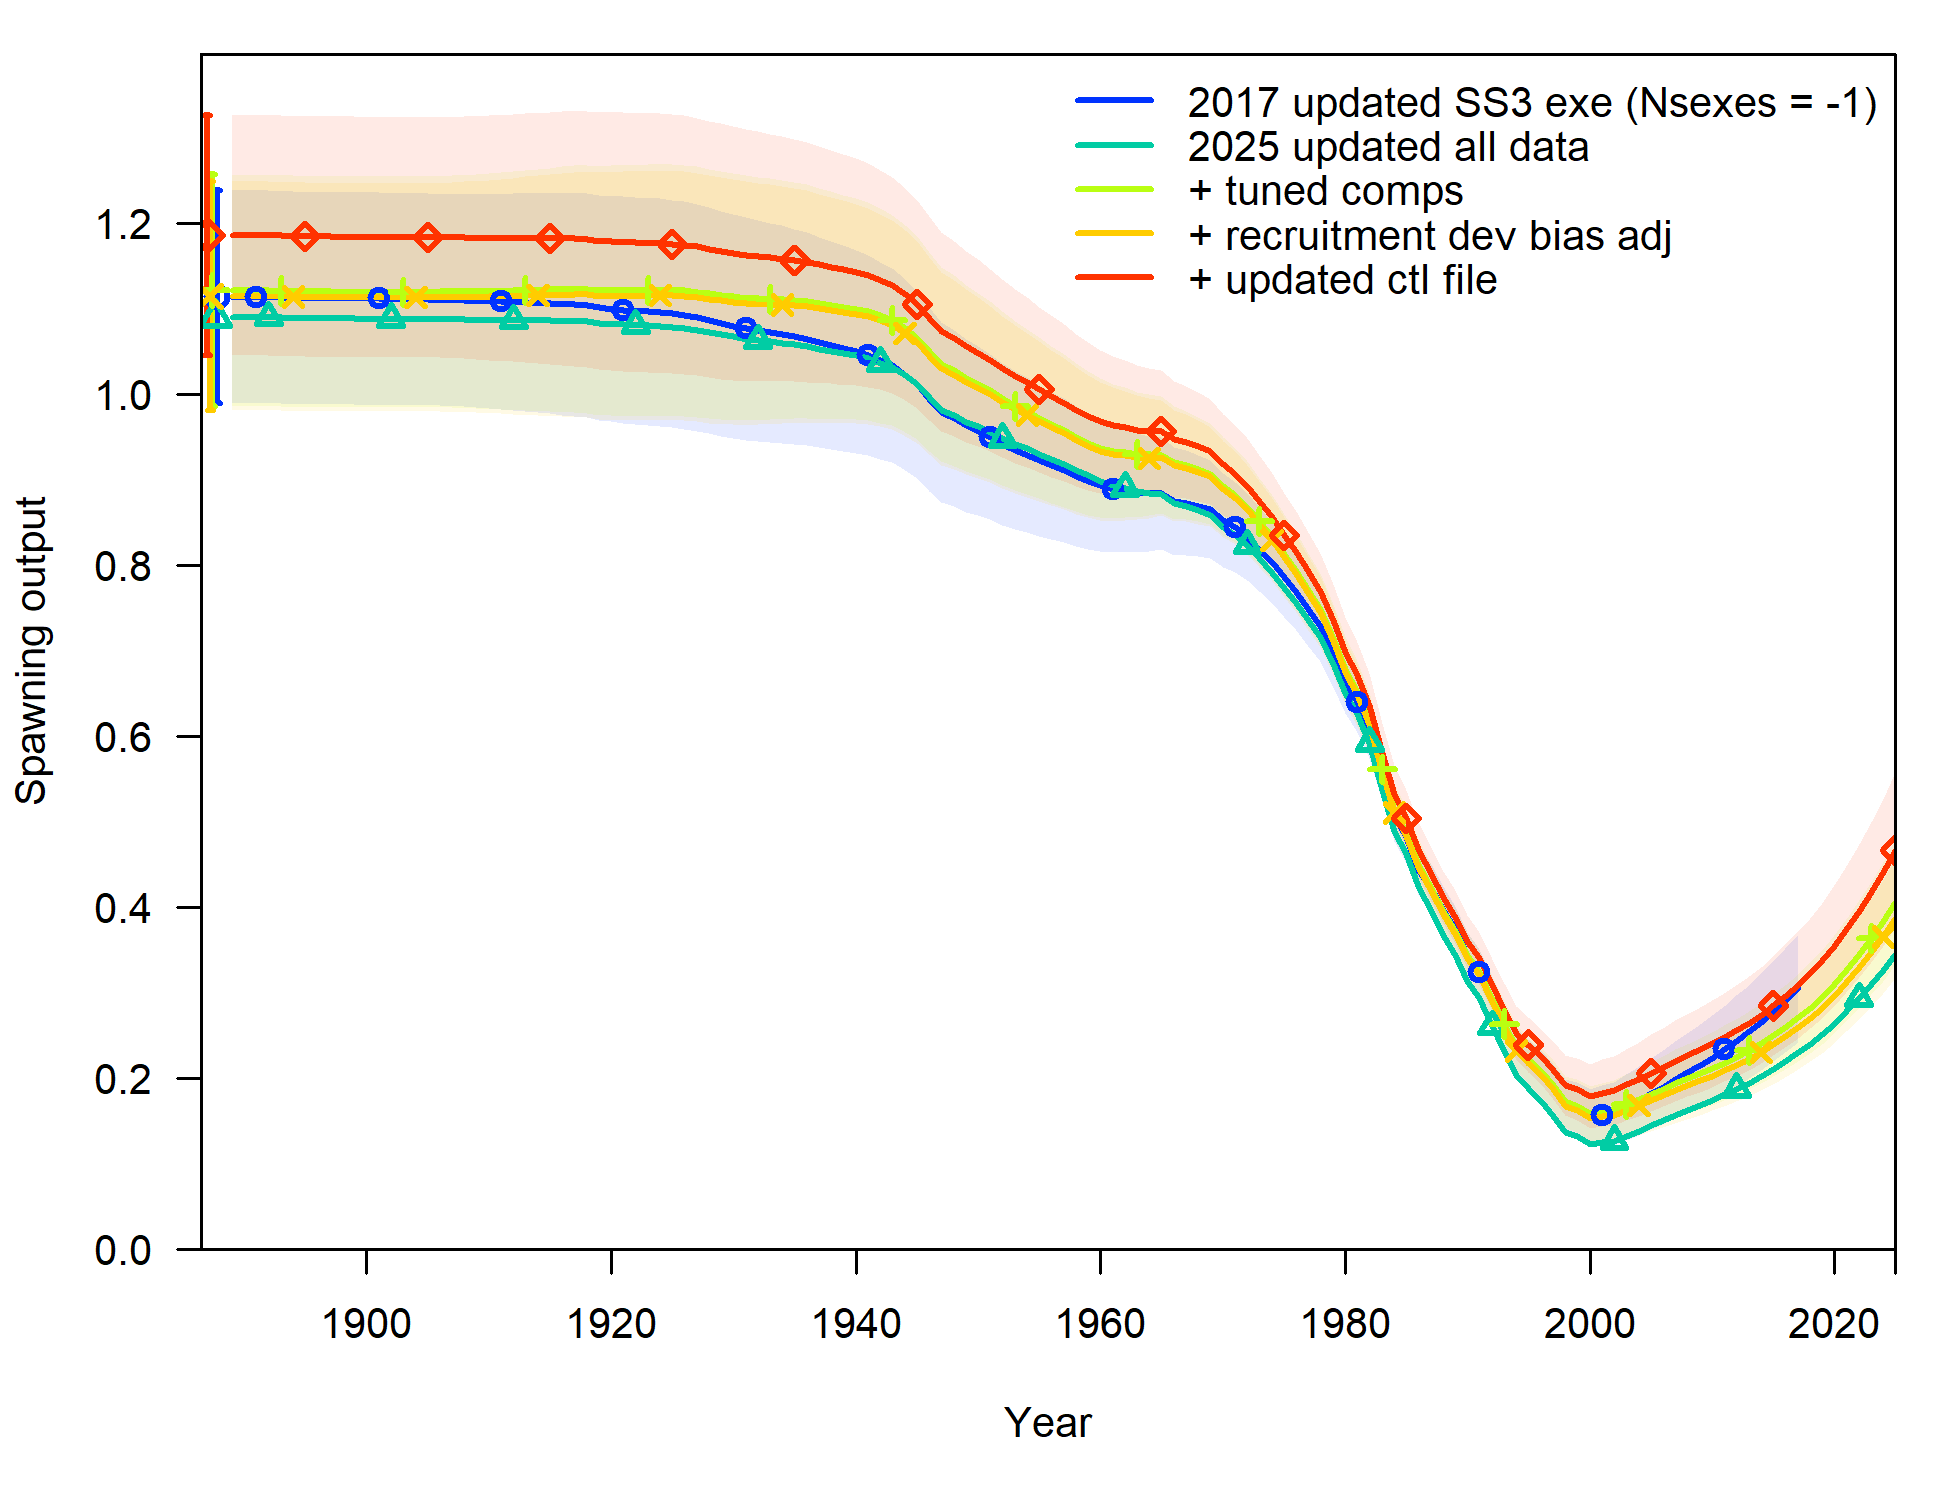 2017 updated SS3 exe (Nsexes = -1)
2025 updated all data
+ tuned comps
+ recruitment dev bias adj
+ updated ctl file
Spawning output
1.2
1.0
0.8
0.6
0.4
0.2
0.0
1900 1920 1940 1960 1980 2000 2020
Year